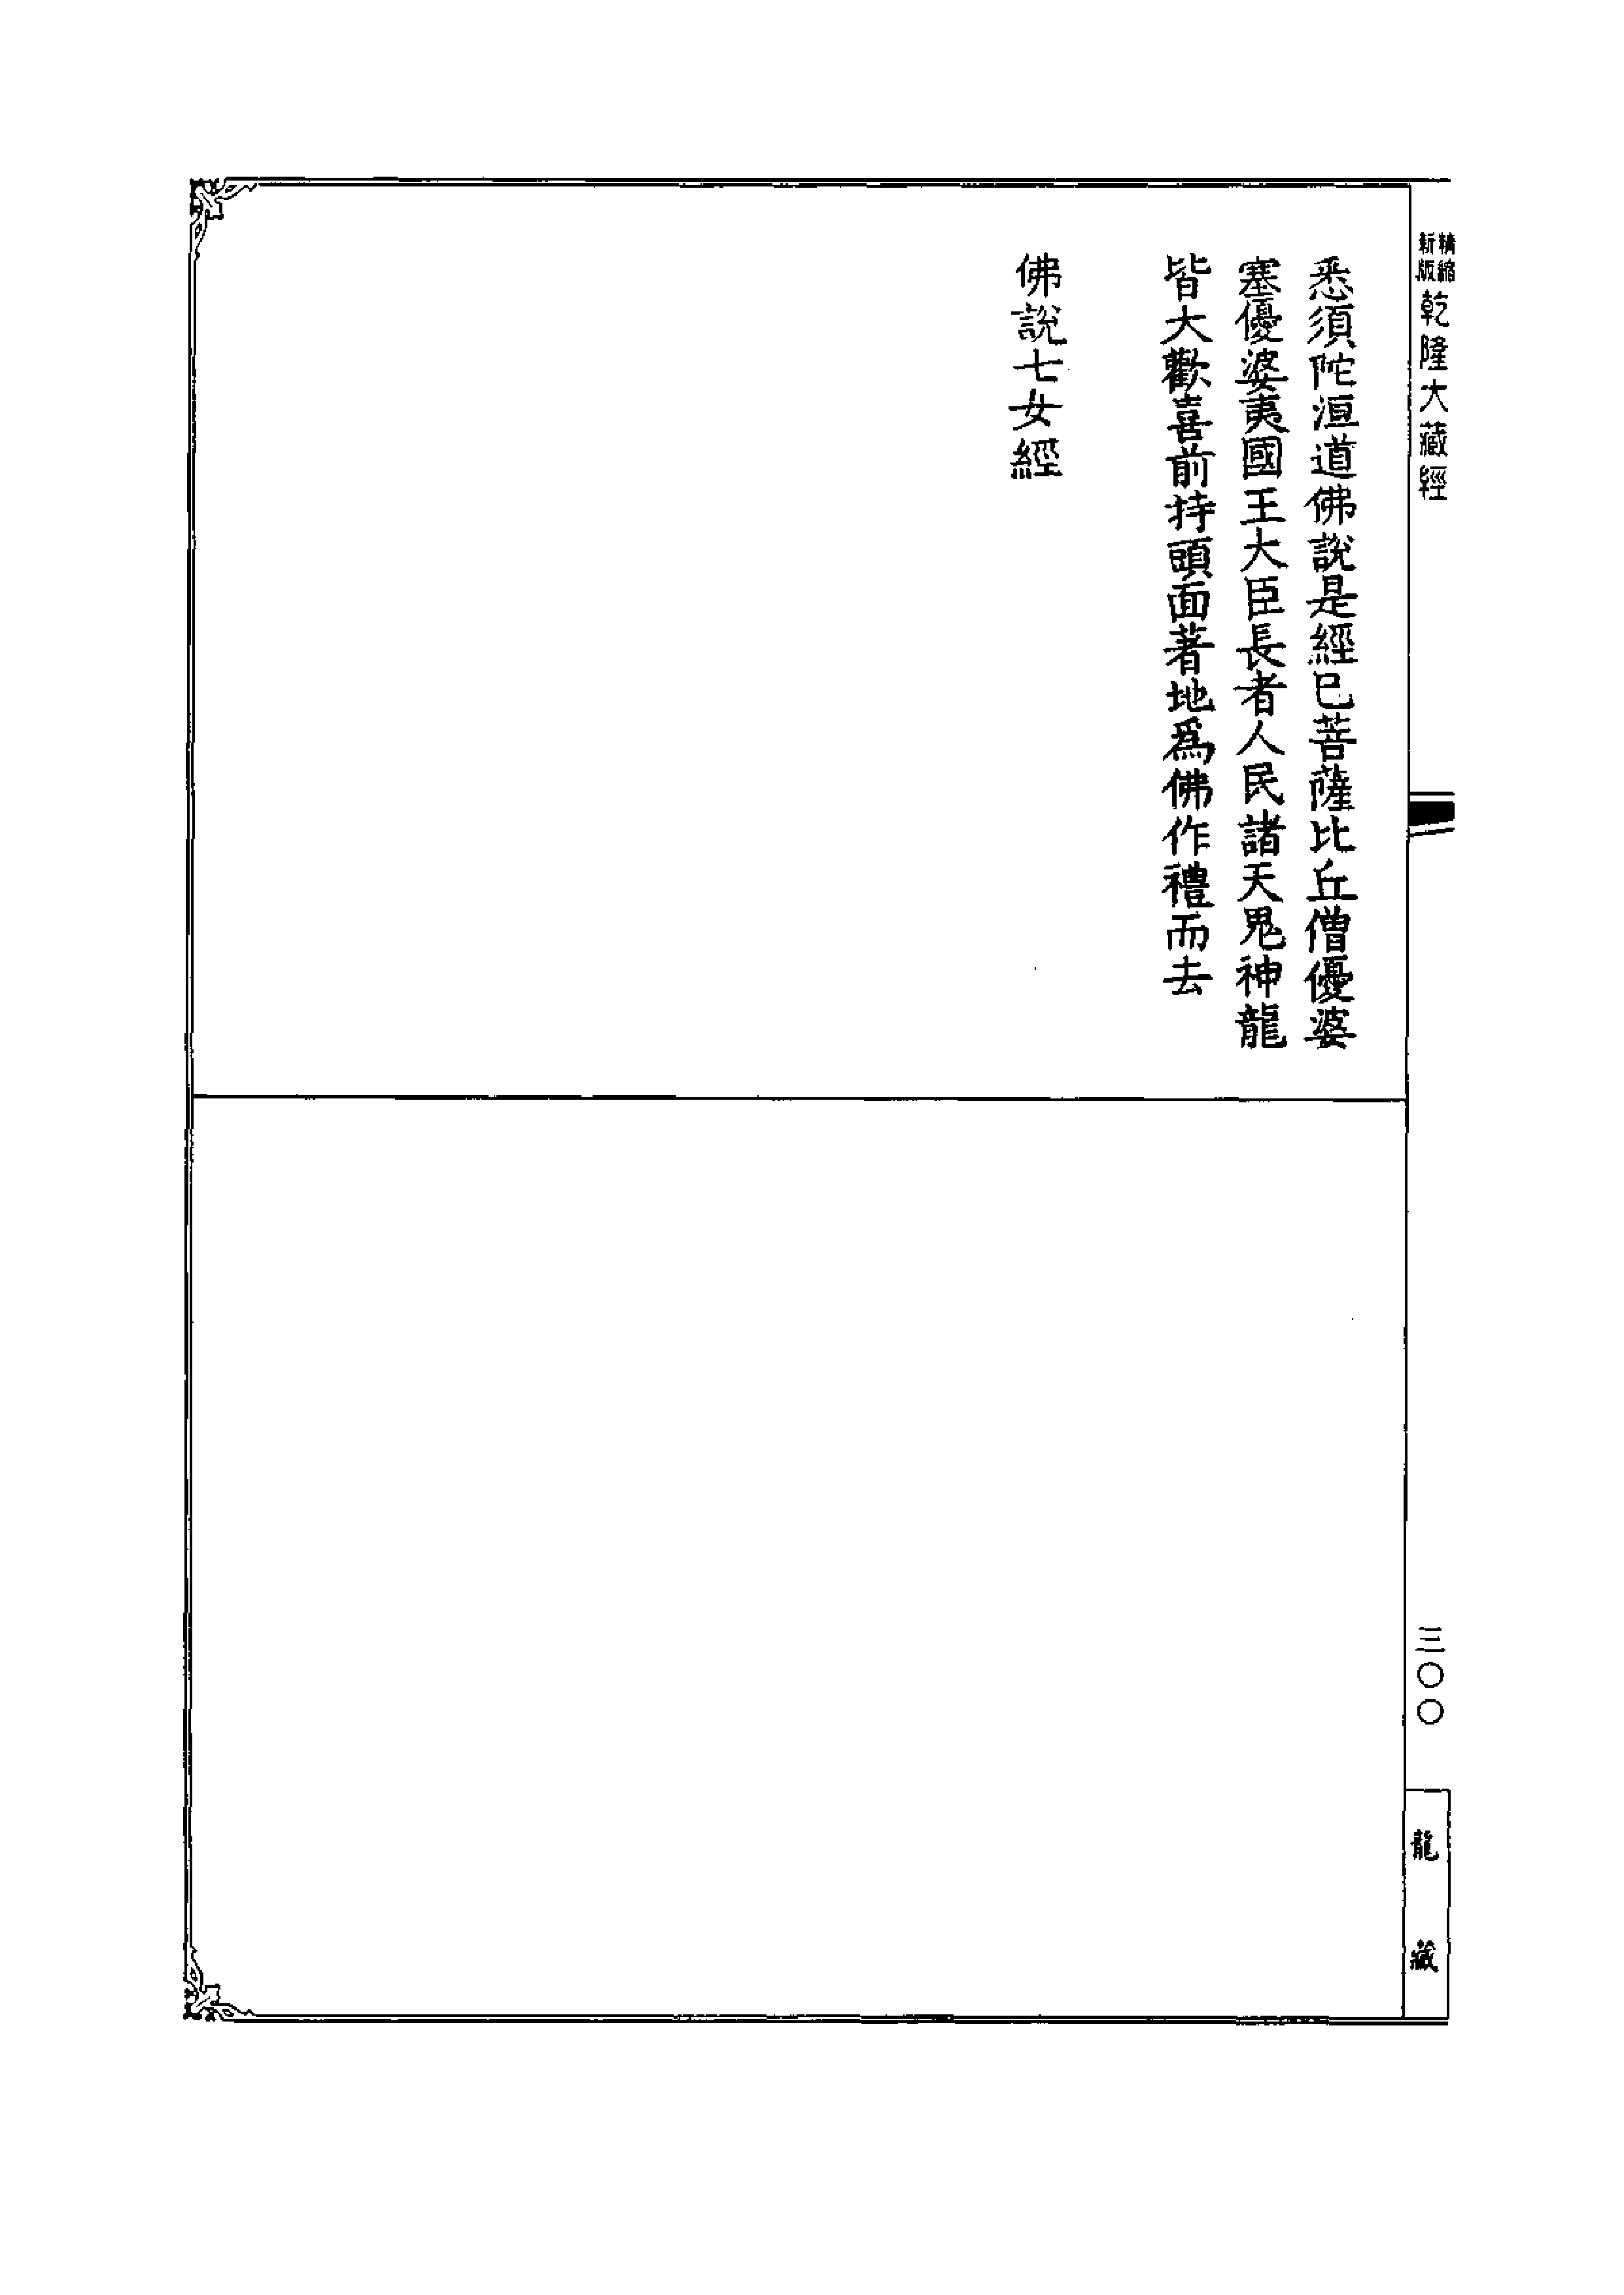 精縮
新版
乾隆大藏經
悉須陀洹道佛說是經已菩薩比丘僧優婆
塞優婆夷國王大臣長者人民諸天鬼神龍
皆大歡喜前持頭面著地爲佛作禮而去
佛說七女經
三〇〇
龍藏